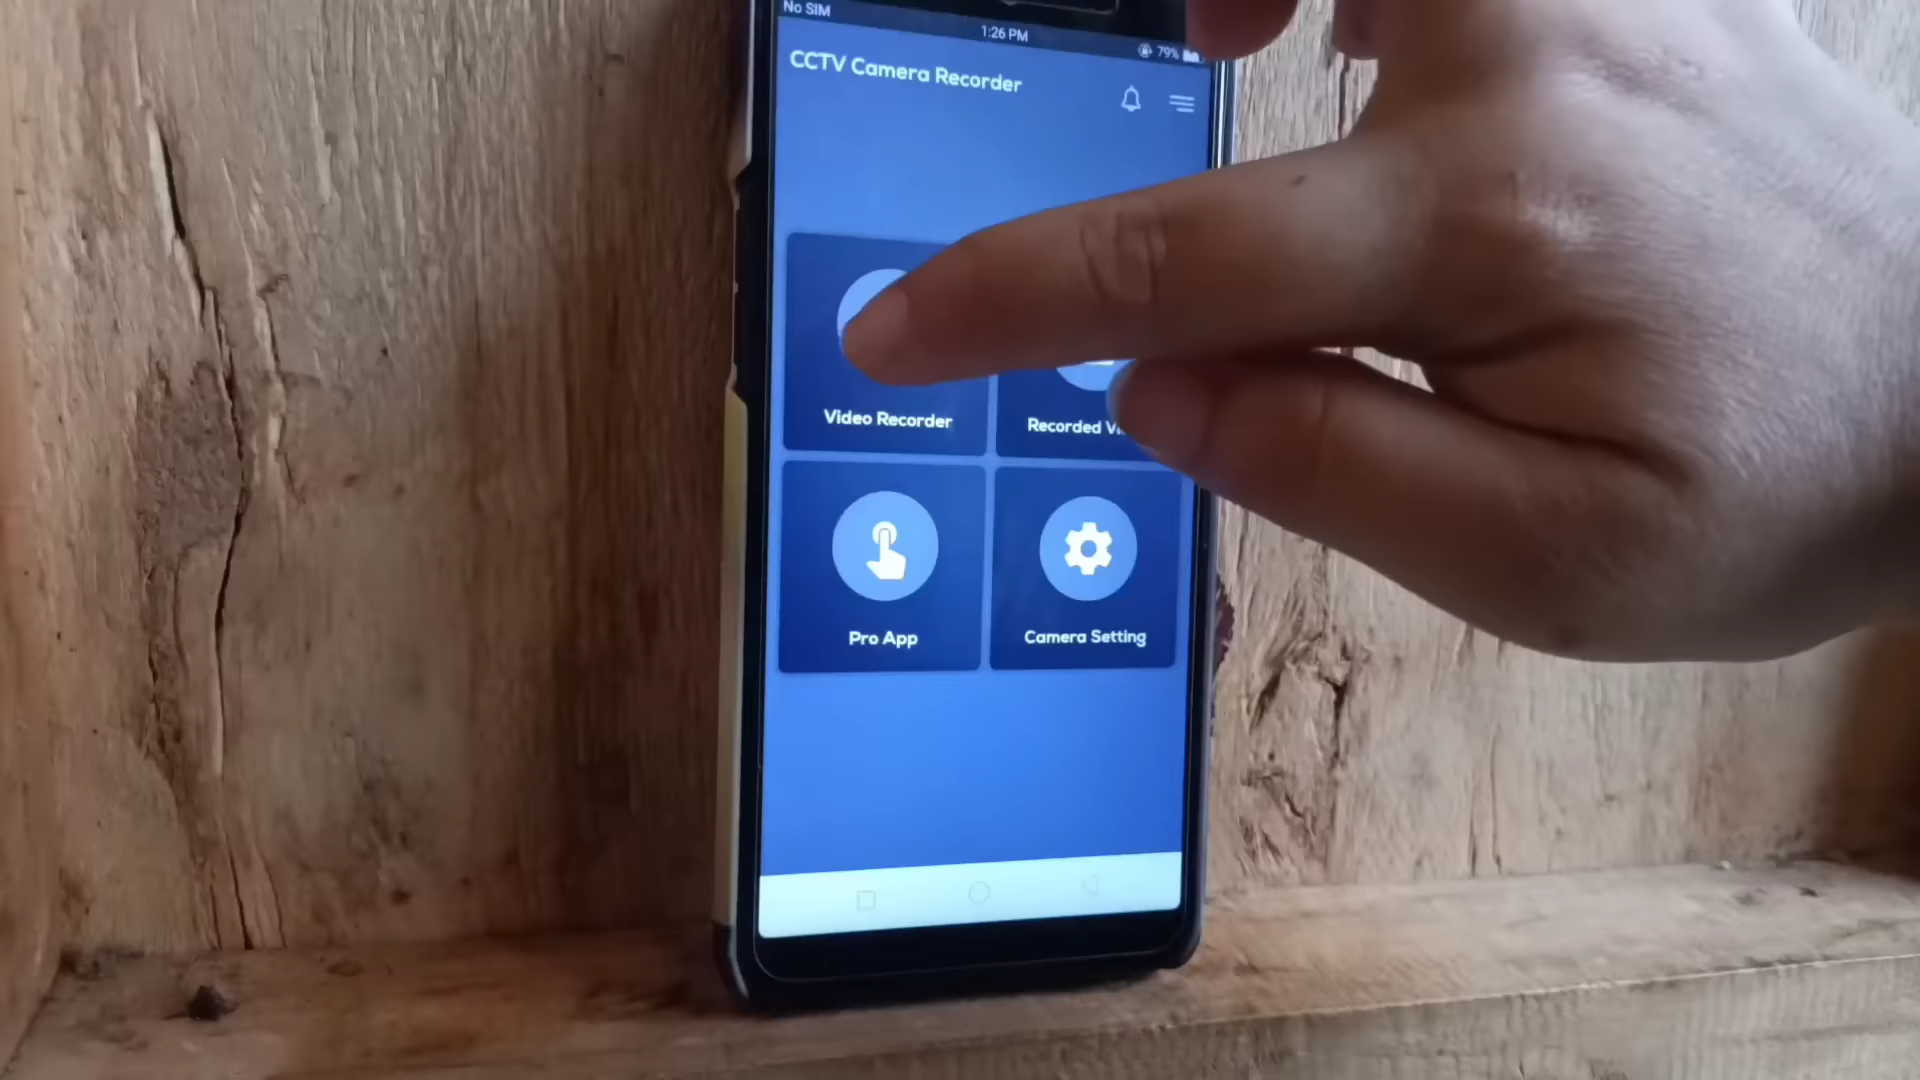 No SIM
1:26 PM
79%
CCTV Camera Recorder
Video Recorder
Recorded
Pro App
Camera Setting